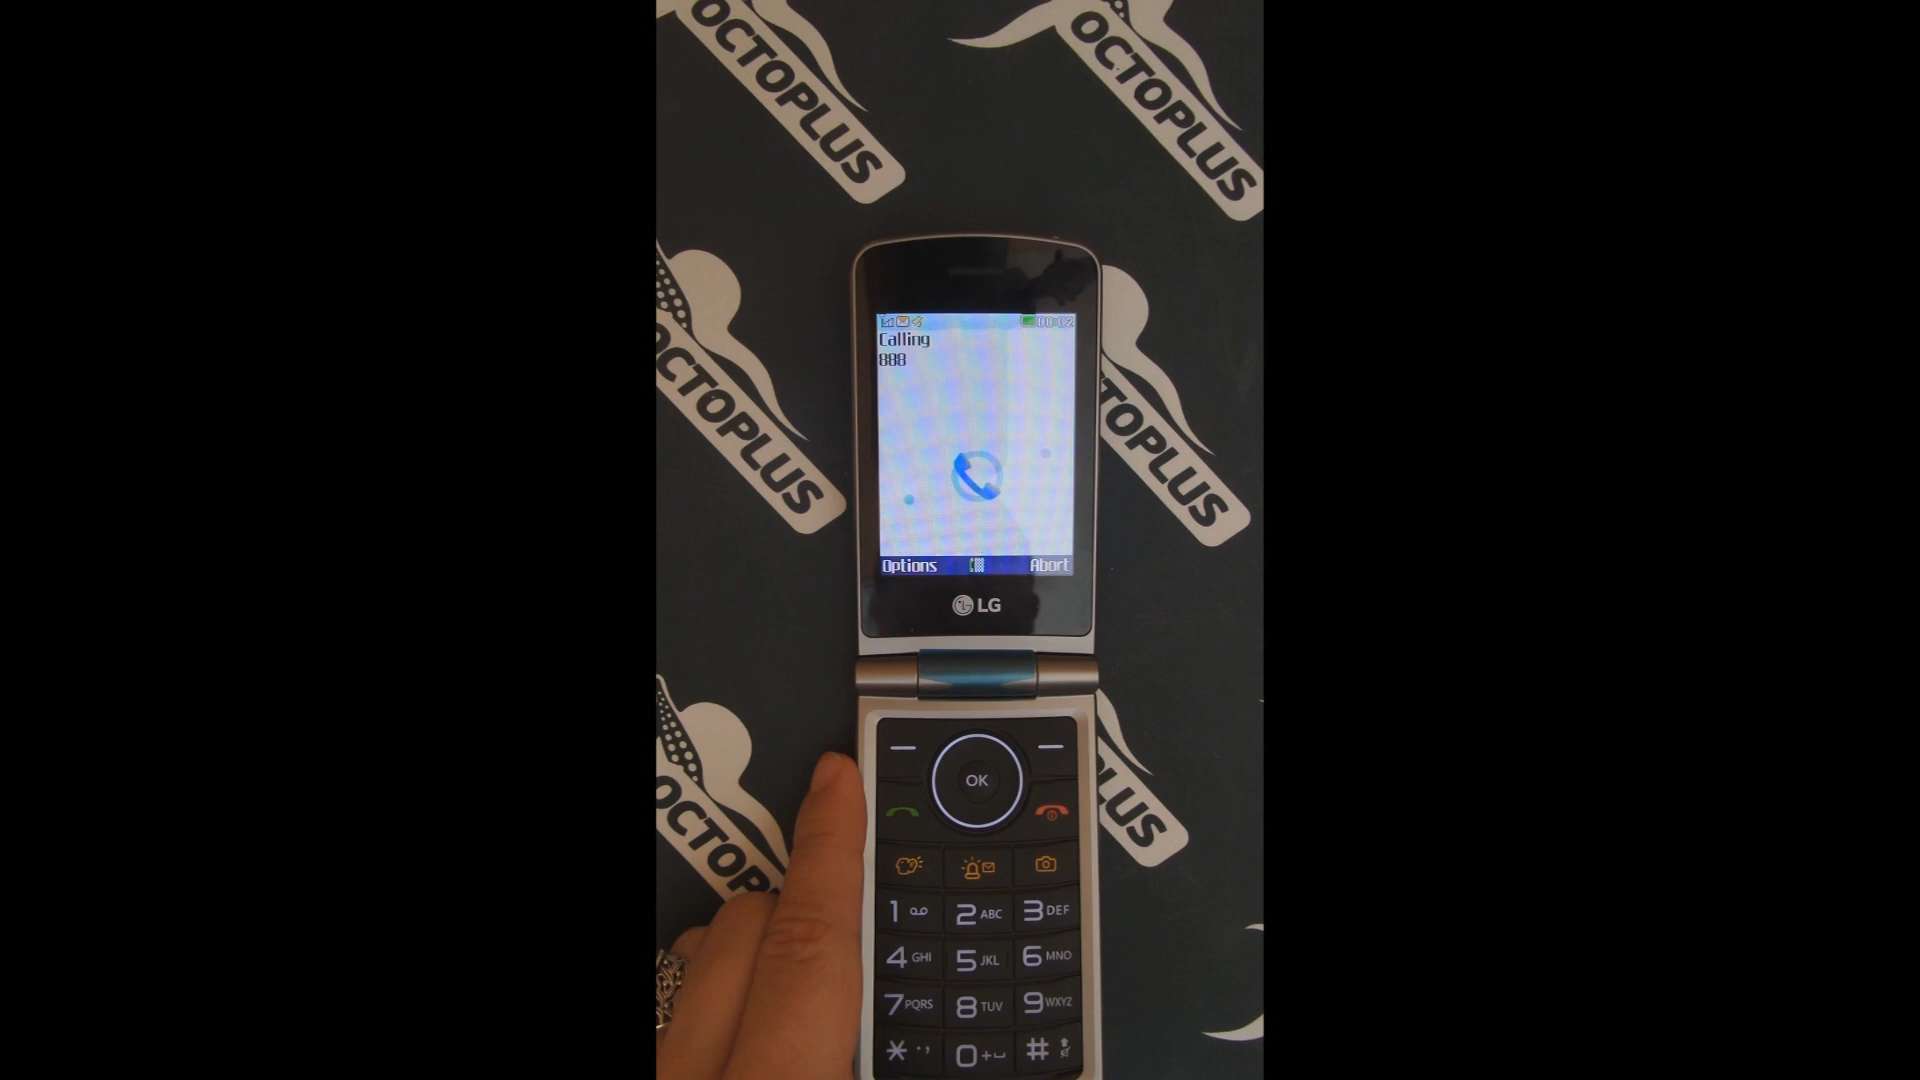 OCTOPLUS
OCTOPLUS
OCTOPLUS
OCTOPLUS
Calling
888
Options
Abort
LG
OK
1
2 ABC
3 DEF
4 GHI
5 JKL
6 MNO
7 PQRS
8 TUV
9 WXYZ
* . ,
0 +
#